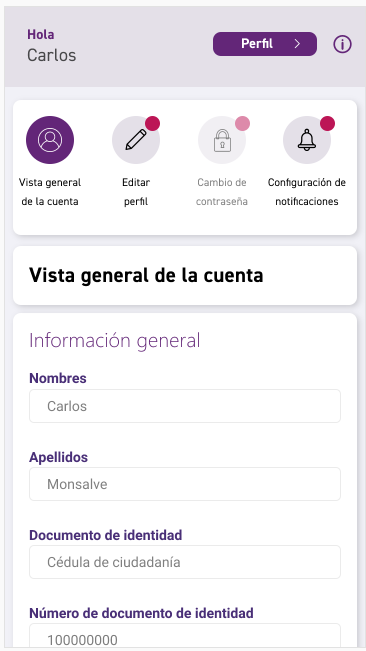 Hola
Carlos
Perfil
Vista general
de la cuenta
Editar
perfil
Cambio de
contraseña
Configuración de
notificaciones
Vista general de la cuenta
Información general
Nombres
Carlos
Apellidos
Monsalve
Documento de identidad
Cédula de ciudadanía
Número de documento de identidad
100000000